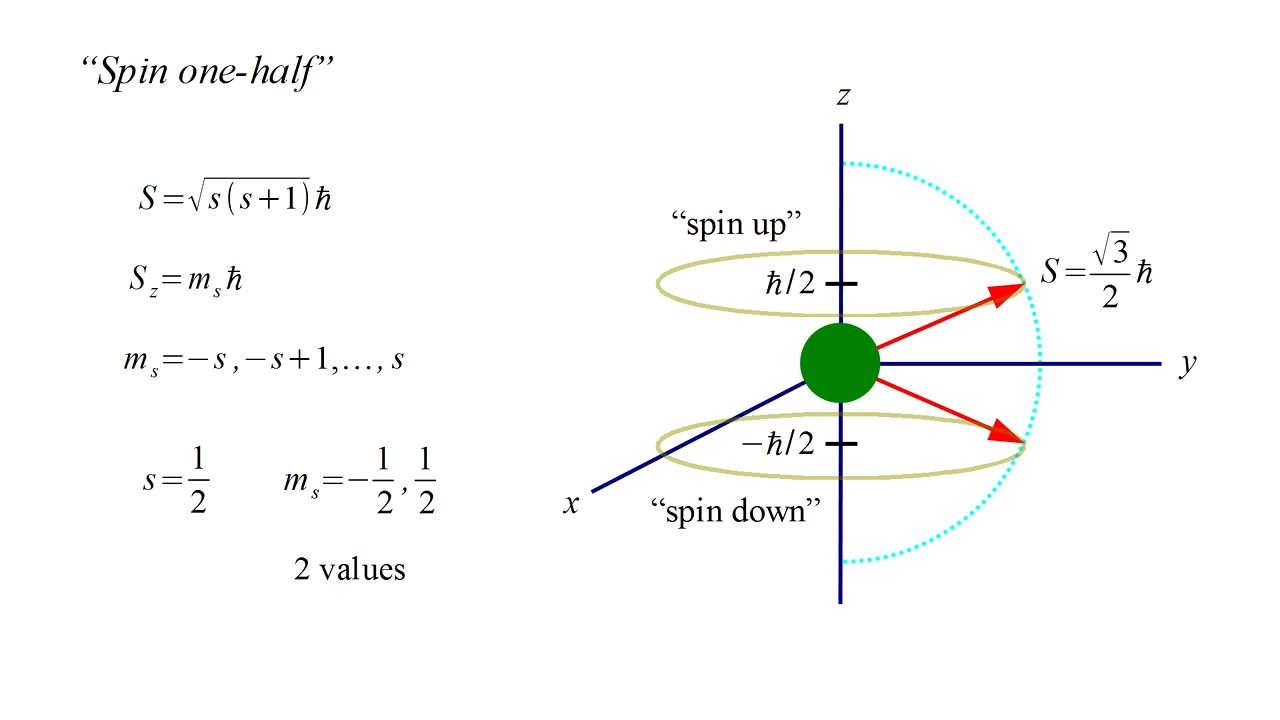 “Spin one-half”
S=√s(s+1)ħ
S_z=m_sħ
m_s=−s,−s+1,…,s
s=1/2
m_s=−1/2,1/2
2 values
z
“spin up”
ħ/2
S=√3/2 ħ
y
−ħ/2
x
“spin down”